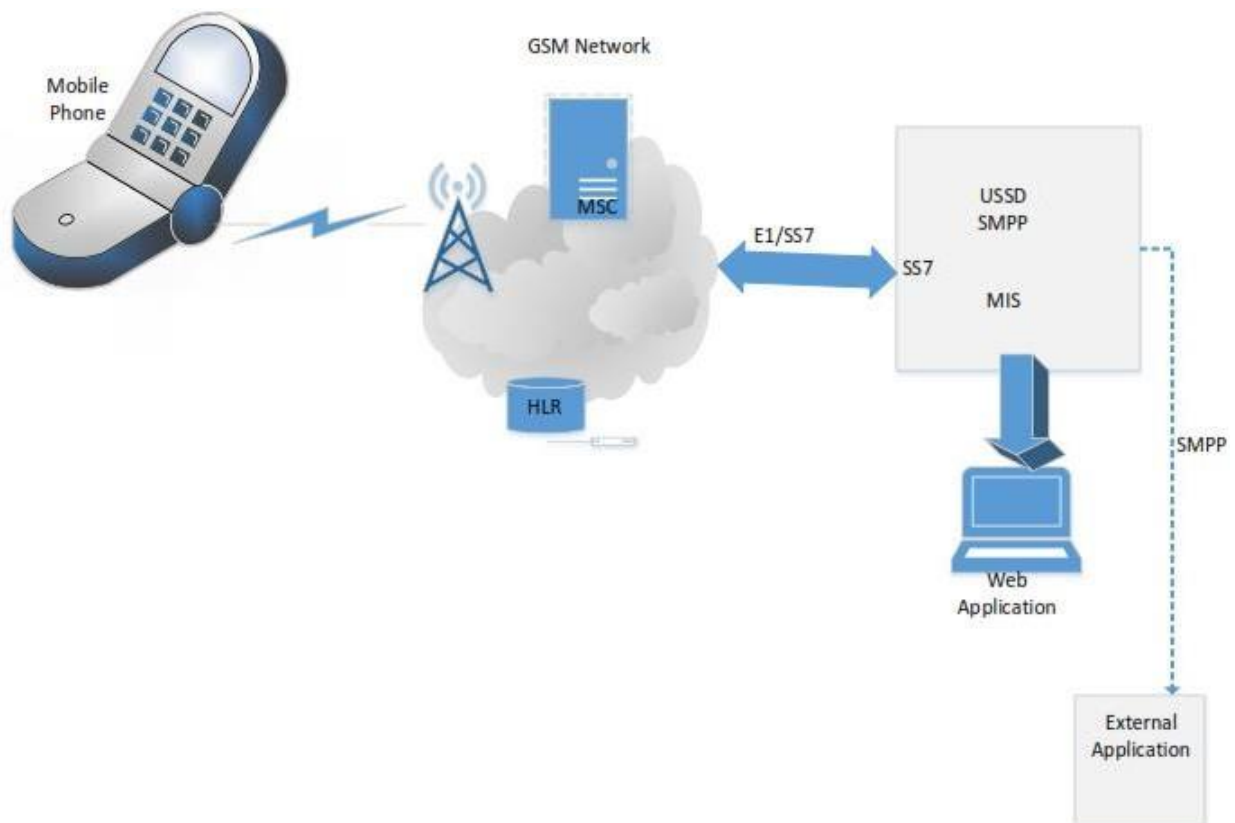 GSM Network
Mobile
Phone
MSC
USSD
SMPP
E1/SS7
SS7
MIS
HLR
SMPP
Web
Application
External
Application